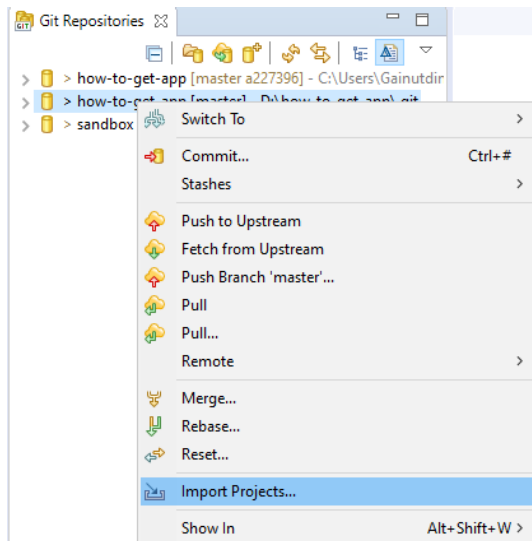 GIT Git Repositories
> how-to-get-app [master a227396] - C:\Users\Gainutdir
> how-to-get-app [master] - D:\how-to-get-app\.git
> sandbox
Switch To
Commit... Ctrl+#
Stashes
Push to Upstream
Fetch from Upstream
Push Branch 'master'...
Pull
Pull...
Remote
Merge...
Rebase...
Reset...
Import Projects...
Show In Alt+Shift+W